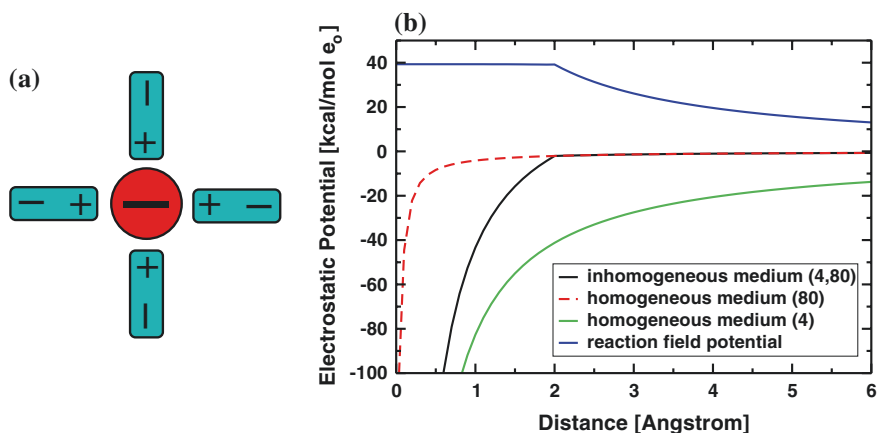 (a)
(b)
Electrostatic Potential [kcal/mol e₀]
40
20
0
-20
-40
-60
-80
-100
0 1 2 3 4 5 6
Distance [Angstrom]
inhomogeneous medium (4,80)
homogeneous medium (80)
homogeneous medium (4)
reaction field potential